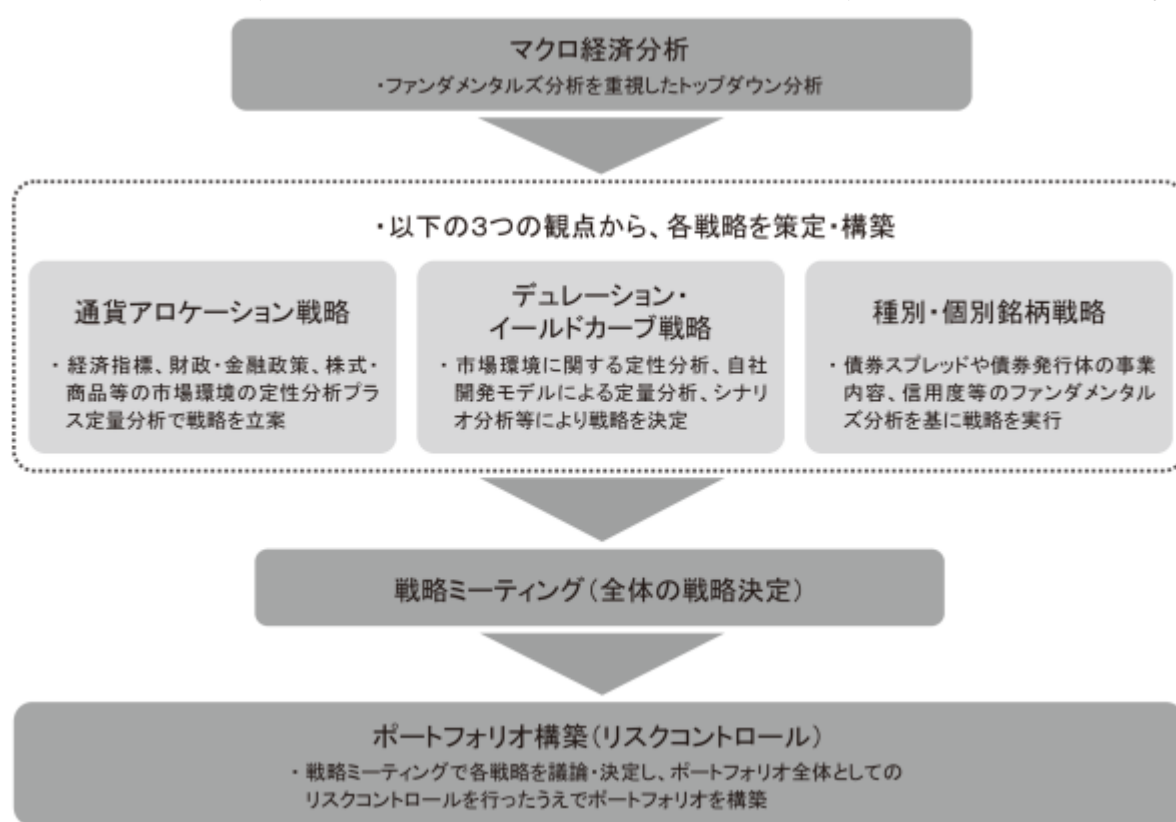 マクロ経済分析
・ファンダメンタルズ分析を重視したトップダウン分析
・以下の3つの観点から、各戦略を策定・構築
通貨アロケーション戦略
・経済指標、財政・金融政策、株式・
商品等の市場環境の定性分析プラ
ス定量分析で戦略を立案
デュレーション・
イールドカーブ戦略
・市場環境に関する定性分析、自社
開発モデルによる定量分析、シナリ
オ分析等により戦略を決定
種別・個別銘柄戦略
・債券スプレッドや債券発行体の事業
内容、信用度等のファンダメンタル
ズ分析を基に戦略を実行
戦略ミーティング(全体の戦略決定)
ポートフォリオ構築(リスクコントロール)
・戦略ミーティングで各戦略を議論・決定し、ポートフォリオ全体としての
リスクコントロールを行ったうえでポートフォリオを構築